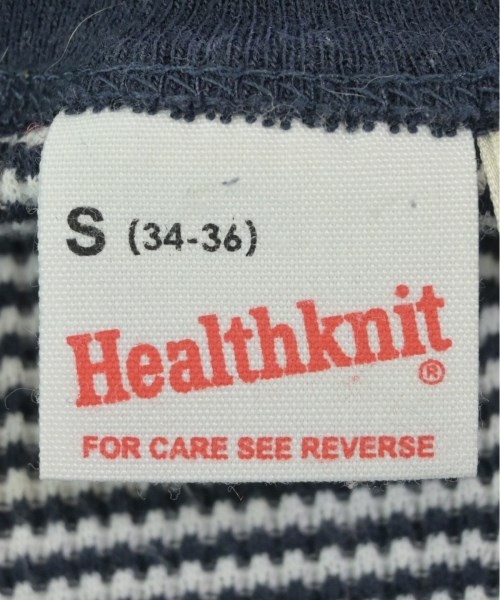 S (34-36)
Healthknit®
FOR CARE SEE REVERSE